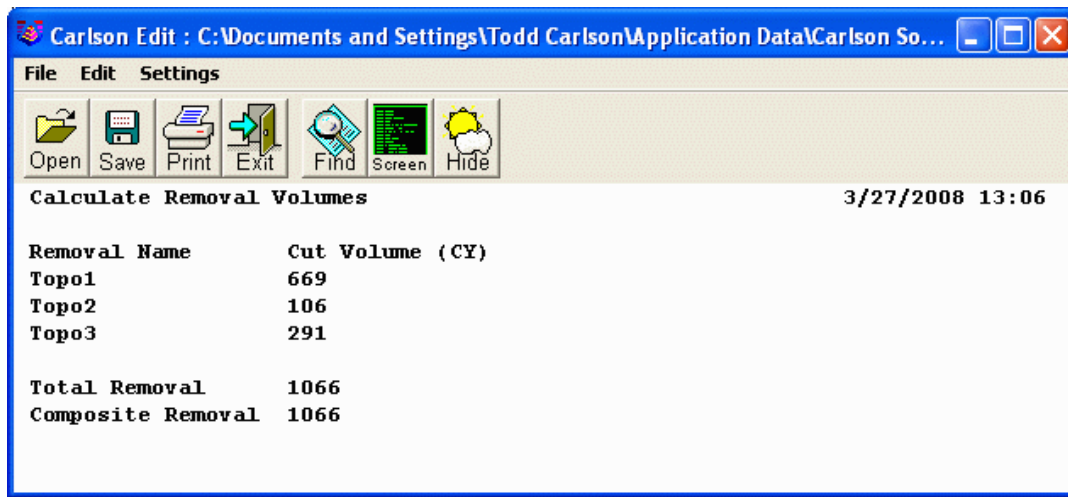 Carlson Edit : C:\Documents and Settings\Todd Carlson\Application Data\Carlson So...
File Edit Settings
Open Save Print Exit Find Screen Hide
Calculate Removal Volumes 3/27/2008 13:06
Removal Name Cut Volume (CY)
Topo1 669
Topo2 106
Topo3 291
Total Removal 1066
Composite Removal 1066